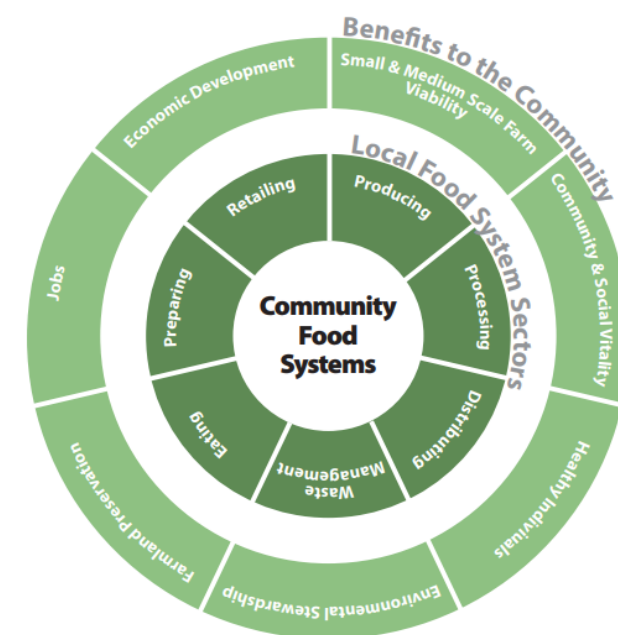 Benefits to the Community
Small & Medium Scale Farm
Viability
Community & Social Vitality
Healthy Indiviuals
Environmental Stewardship
Farmland Preservation
Jobs
Economic Development
Local Food System Sectors
Producing
Processing
Distributing
Waste
Management
Eating
Preparing
Retailing
Community
Food
Systems